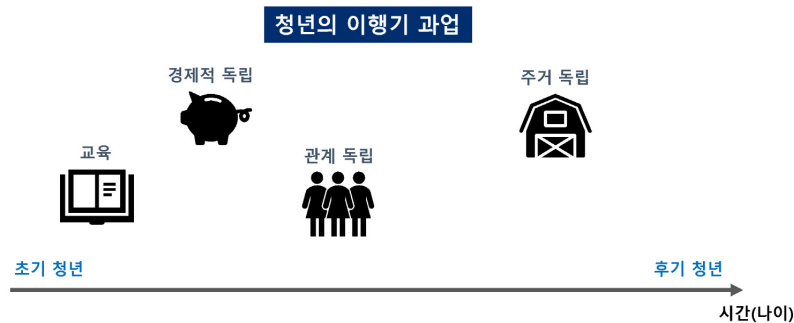 청년의 이행기 과업
경제적 독립
주거 독립
교육
관계 독립
초기 청년
후기 청년
시간(나이)